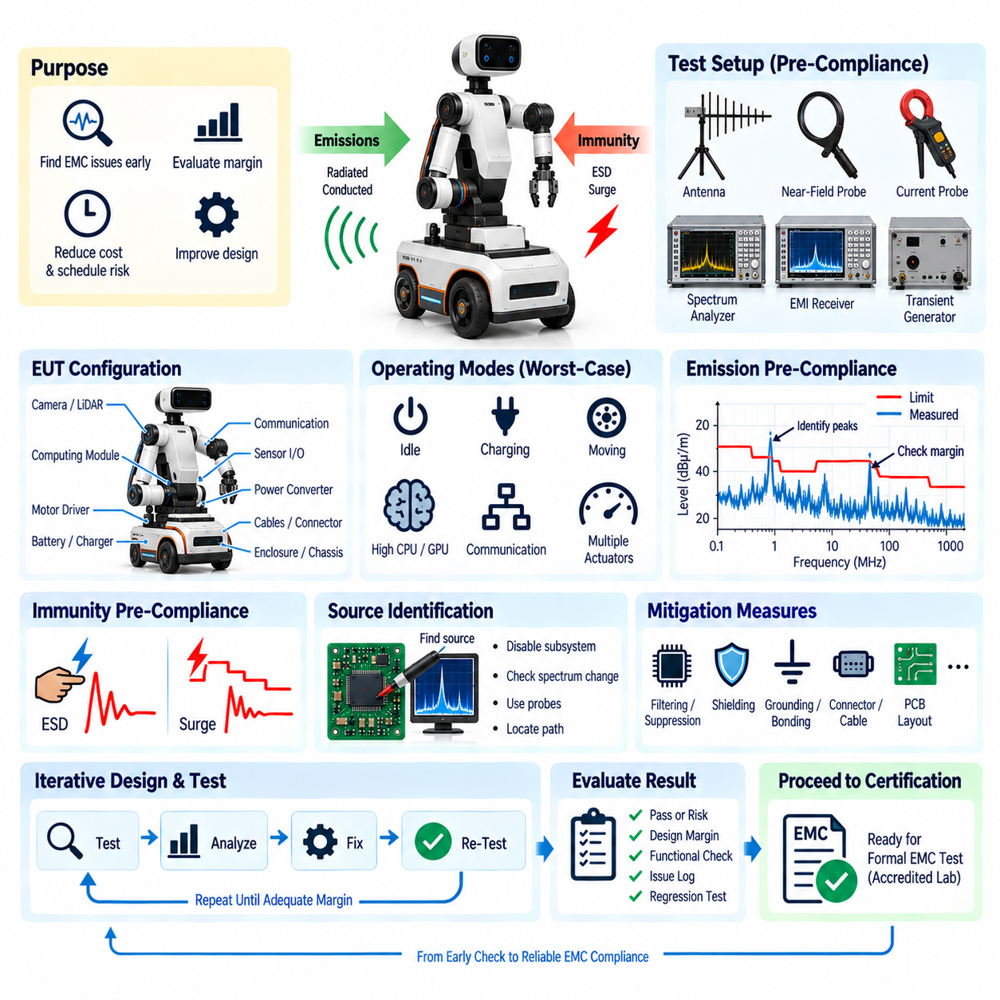 Purpose
Find EMC issues early
Evaluate margin
Reduce cost
& schedule risk
Improve design
Emissions
Radiated
Conducted
Immunity
ESD
Surge
Test Setup (Pre-Compliance)
Antenna
Near-Field Probe
Current Probe
Spectrum
Analyzer
EMI Receiver
Transient
Generator
EUT Configuration
Camera / LiDAR
Computing Module
Motor Driver
Battery / Charger
Communication
Sensor I/O
Power Converter
Cables / Connector
Enclosure / Chassis
Operating Modes (Worst-Case)
Idle
Charging
Moving
High CPU / GPU
Communication
Multiple
Actuators
Emission Pre-Compliance
Limit
Measured
Identify peaks
Check margin
Level (dBµ'/m)
20
40
20
0.1
1
10
100
1000
Frequency (MHz)
Immunity Pre-Compliance
ESD
Surge
Source Identification
Find source
• Disable subsystem
• Check spectrum change
• Use probes
• Locate path
Mitigation Measures
Filtering /
Suppression
Shielding
Grounding /
Bonding
Connector /
Cable
PCB
Layout
...
Iterative Design & Test
Test
Analyze
Fix
Re-Test
Repeat Until Adequate Margin
Evaluate Result
Pass or Risk
Design Margin
Functional Check
Issue Log
Regression Test
Proceed to Certification
EMC
Ready for
Formal EMC Test
(Accredited Lab)
From Early Check to Reliable EMC Compliance